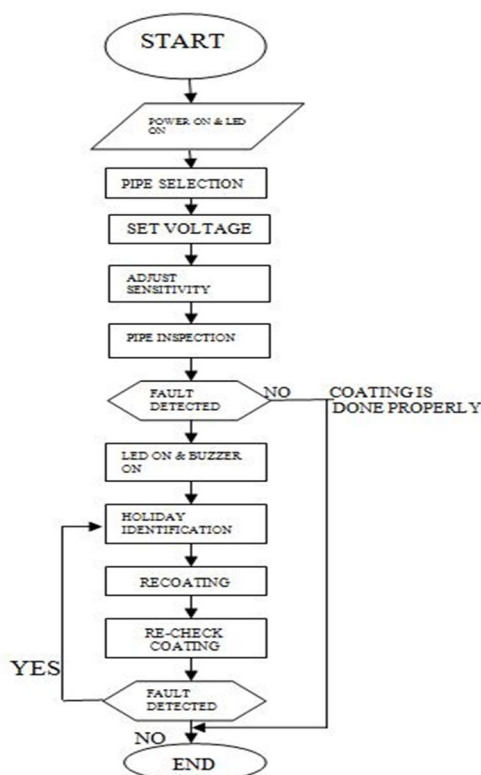 START
POWER ON & LED
ON
PIPE SELECTION
SET VOLTAGE
ADJUST
SENSITIVITY
PIPE INSPECTION
FAULT
DETECTED
NO
COATING IS
DONE PROPERLY
LED ON & BUZZER
ON
HOLIDAY
IDENTIFICATION
RECOATING
RE-CHECK
COATING
YES
FAULT
DETECTED
NO
END